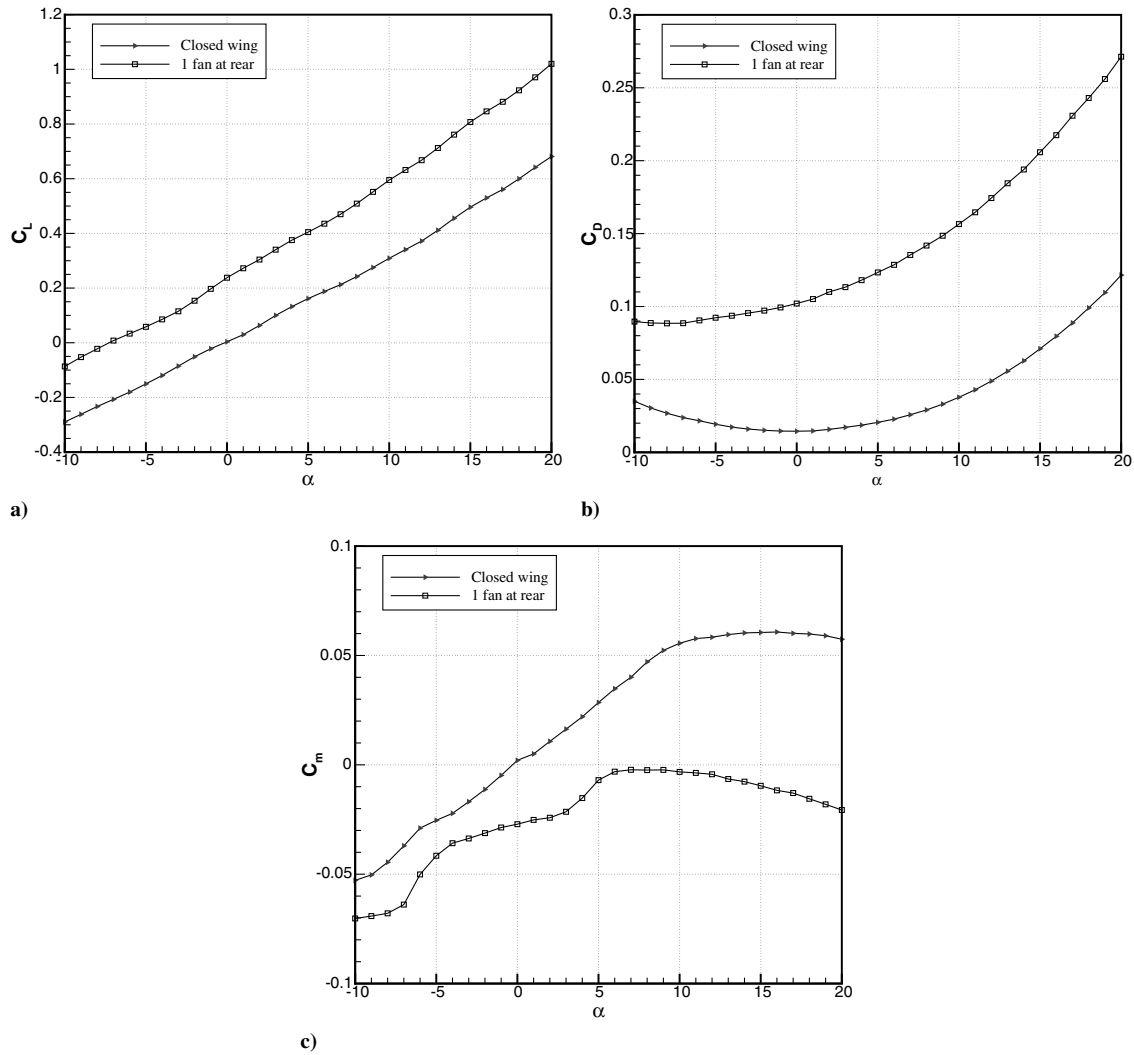 Closed wing
1 fan at rear
1.2
1
0.8
0.6
0.4
0.2
0
-0.2
-0.4
C_L
-10
-5
0
5
10
15
20
α
a)
Closed wing
1 fan at rear
0.3
0.25
0.2
0.15
0.1
0.05
0
C_D
-10
-5
0
5
10
15
20
α
b)
Closed wing
1 fan at rear
0.1
0.05
0
-0.05
-0.1
C_m
-10
-5
0
5
10
15
20
α
c)